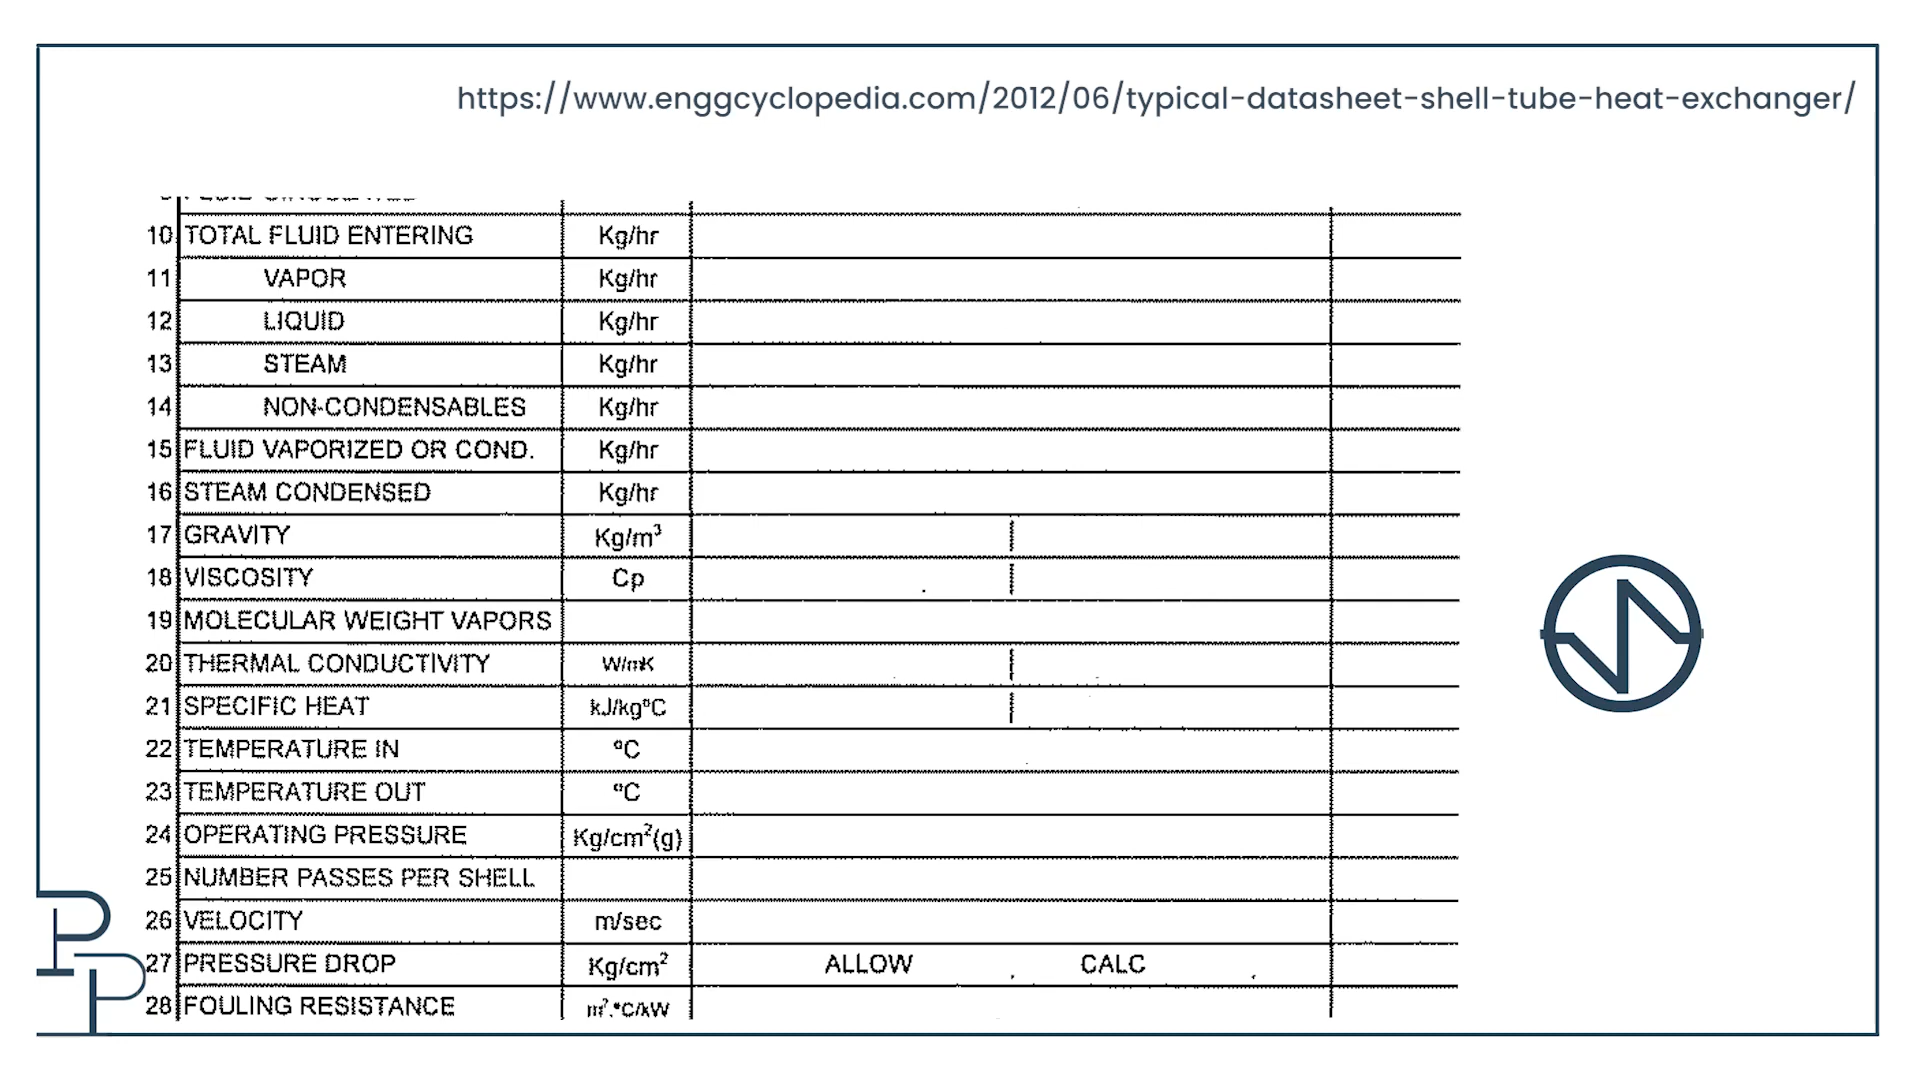 https://www.enggcyclopedia.com/2012/06/typical-datasheet-shell-tube-heat-exchanger/
10 TOTAL FLUID ENTERING Kg/hr
11 VAPOR Kg/hr
12 LIQUID Kg/hr
13 STEAM Kg/hr
14 NON-CONDENSABLES Kg/hr
15 FLUID VAPORIZED OR COND. Kg/hr
16 STEAM CONDENSED Kg/hr
17 GRAVITY Kg/m³
18 VISCOSITY Cp
19 MOLECULAR WEIGHT VAPORS
20 THERMAL CONDUCTIVITY W/mK
21 SPECIFIC HEAT kJ/kgºC
22 TEMPERATURE IN ºC
23 TEMPERATURE OUT ºC
24 OPERATING PRESSURE Kg/cm²(g)
25 NUMBER PASSES PER SHELL
26 VELOCITY m/sec
27 PRESSURE DROP Kg/cm² ALLOW CALC
28 FOULING RESISTANCE m².ºC/kW